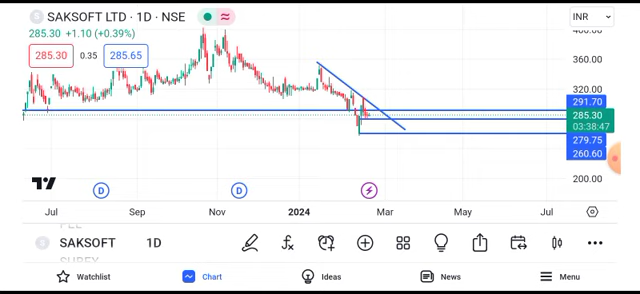 S SAKSOFT LTD · 1D · NSE
INR
400.00
285.30 +1.10 (+0.39%)
285.30 0.35 285.65
360.00
320.00
291.70
285.30
03:38:47
279.75
260.60
200.00
D D
Jul Sep Nov 2024 Mar May Jul
S SAKSOFT 1D
Watchlist Chart Ideas News Menu